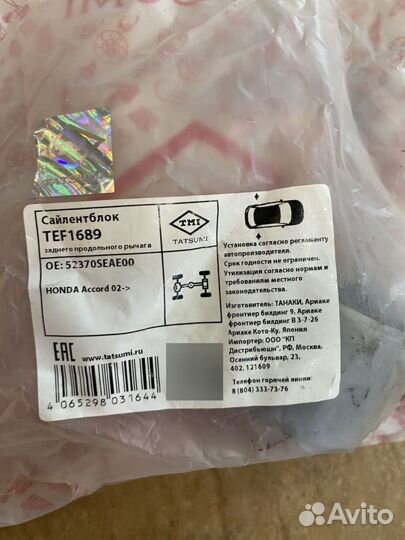 Сайлентблок
TEF1689
заднего продольного рычага
TMI
TATSUMI
OE: 52370SEAE00
HONDA Accord 02->
EAC
www.tatsumi.ru
4 065298 031644
Установка согласно регламенту
автопроизводителя.
Срок годности не ограничен.
Утилизация согласно нормам и
требованиям местного
законодательства.
Изготовитель: ТАНАКИ, Ариаке
фронтиер билдинг 9, Ариаке
фронтиер билдинг В 3-7-26
Ариаке Кото-Ку. Япония
Импортер: ООО "КП
Дистрибьюшн", РФ, Москва,
Осенний бульвар, 23,
402, 121609
Телефон горячей линии:
8 (804) 333-73-76
Avito